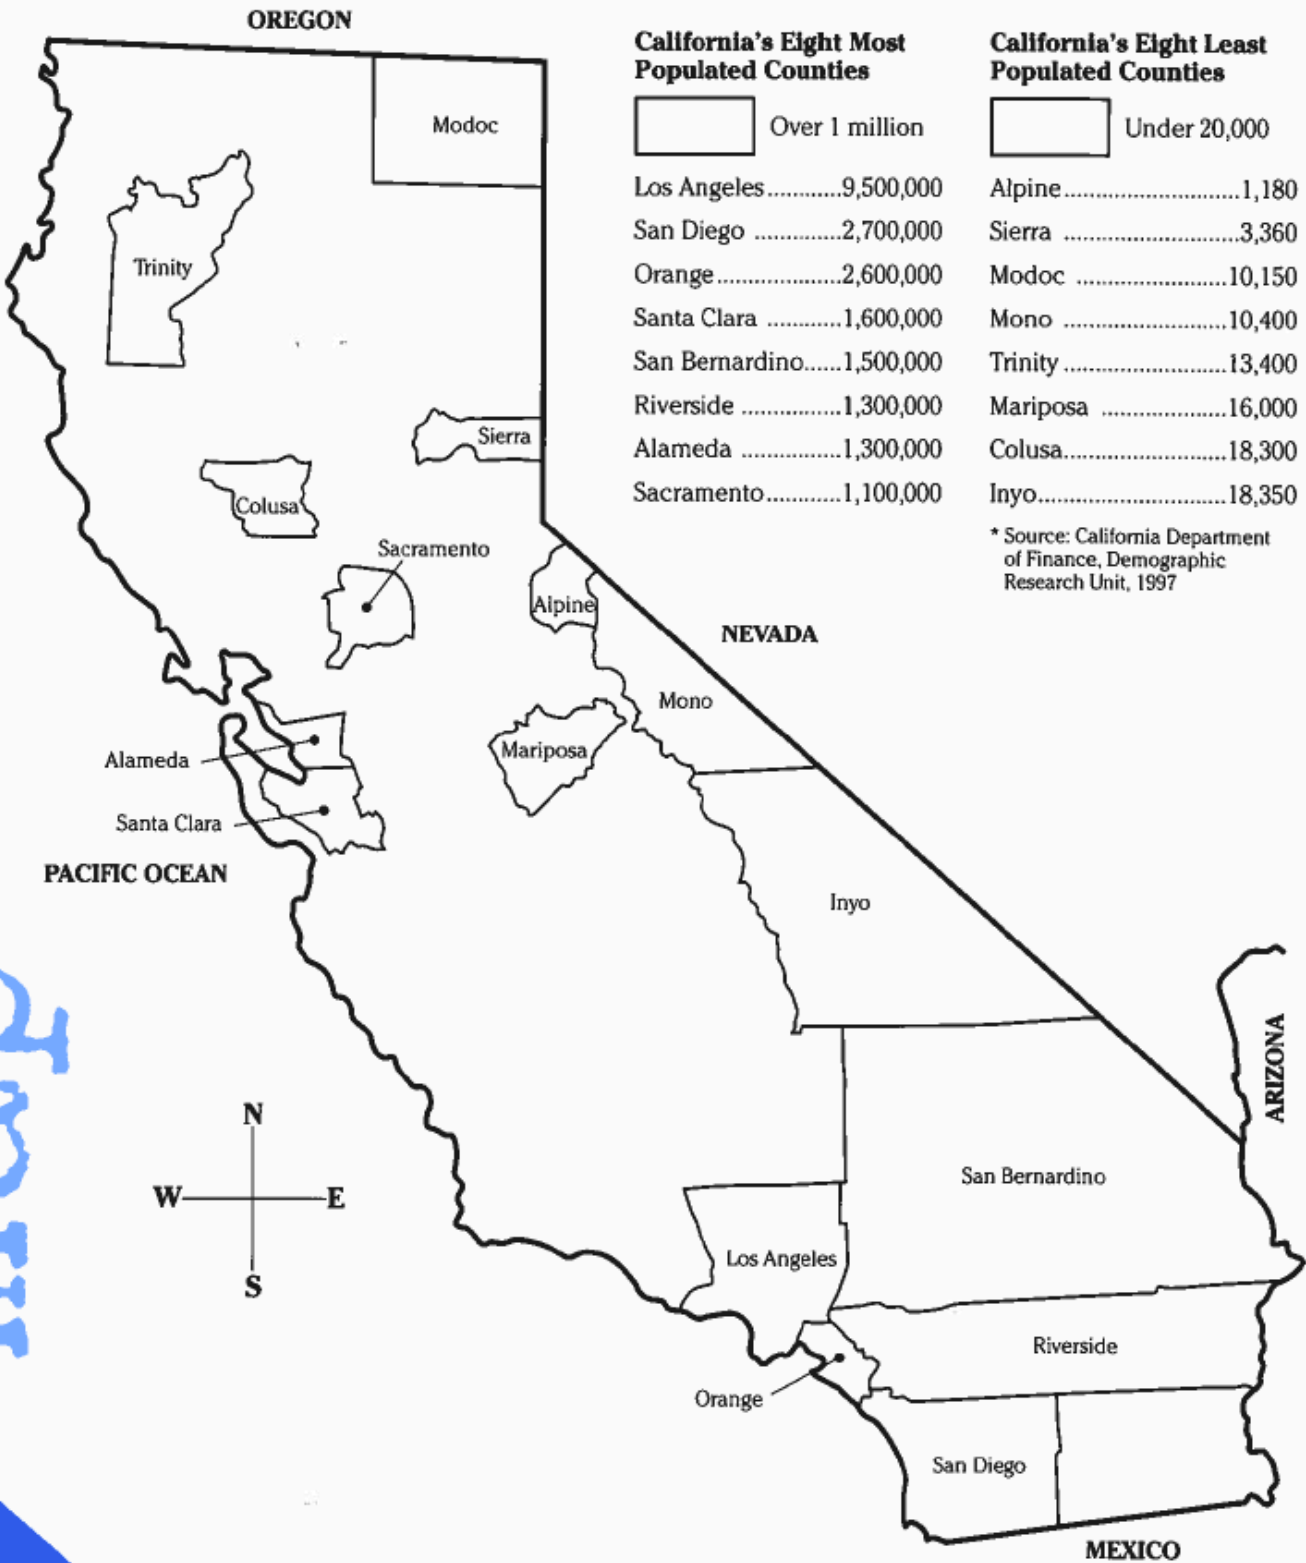 OREGON
California's Eight Most
Populated Counties
Over 1 million
Los Angeles............9,500,000
San Diego ..............2,700,000
Orange....................2,600,000
Santa Clara ............1,600,000
San Bernardino......1,500,000
Riverside ................1,300,000
Alameda ................1,300,000
Sacramento............1,100,000
California's Eight Least
Populated Counties
Under 20,000
Alpine............................1,180
Sierra ............................3,360
Modoc ........................10,150
Mono ..........................10,400
Trinity ..........................13,400
Mariposa ....................16,000
Colusa..........................18,300
Inyo..............................18,350
* Source: California Department
of Finance, Demographic
Research Unit, 1997
Modoc
Trinity
Sierra
Colusa
Sacramento
Alpine
NEVADA
Mono
Mariposa
Alameda
Santa Clara
PACIFIC OCEAN
Inyo
ARIZONA
N
W E
S
San Bernardino
Los Angeles
Riverside
Orange
San Diego
MEXICO